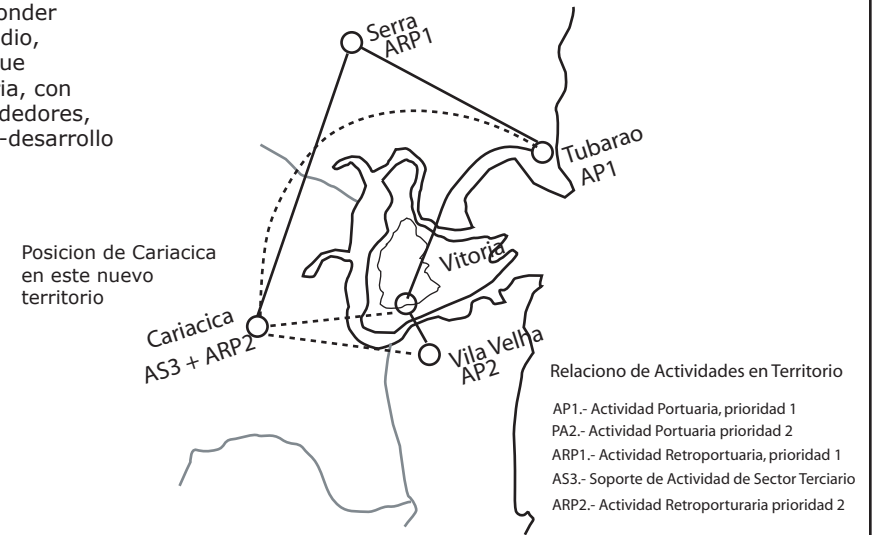 onder
dio,
ue
ria, con
dedores,
-desarrollo
Serra
ARP1
Tubarao
AP1
Posicion de Cariacica
en este nuevo
territorio
Vitoria
Cariacica
AS3 + ARP2
Vila Velha
AP2
Relaciono de Actividades en Territorio
AP1.- Actividad Portuaria, prioridad 1
PA2.- Actividad Portuaria prioridad 2
ARP1.- Actividad Retroportuaria, prioridad 1
AS3.- Soporte de Actividad de Sector Terciario
ARP2.- Actividad Retroporturaria prioridad 2